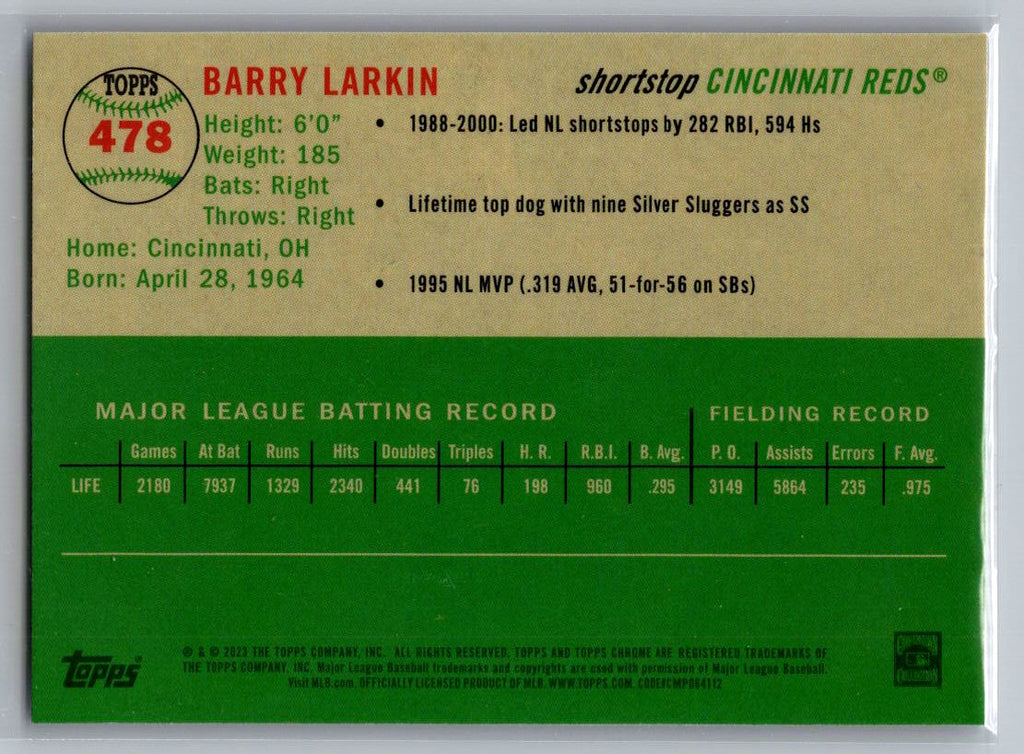 TOPPS
478
BARRY LARKIN
shortstop CINCINNATI REDS®
Height: 6'0"
Weight: 185
Bats: Right
Throws: Right
Home: Cincinnati, OH
Born: April 28, 1964
• 1988-2000: Led NL shortstops by 282 RBI, 594 Hs
• Lifetime top dog with nine Silver Sluggers as SS
• 1995 NL MVP (.319 AVG, 51-for-56 on SBs)
MAJOR LEAGUE BATTING RECORD FIELDING RECORD
Games At Bat Runs Hits Doubles Triples H. R. R.B.I. B. Avg. P. O. Assists Errors F. Avg.
LIFE 2180 7937 1329 2340 441 76 198 960 .295 3149 5864 235 .975
topps®
® & © 2023 THE TOPPS COMPANY, INC. ALL RIGHTS RESERVED. TOPPS AND TOPPS CHROME ARE REGISTERED TRADEMARKS OF
THE TOPPS COMPANY, INC. Major League Baseball trademarks and copyrights are used with permission of Major League Baseball.
Visit MLB.com. OFFICIALLY LICENSED PRODUCT OF MLB. WWW.TOPPS.COM. CODE#CMP064112